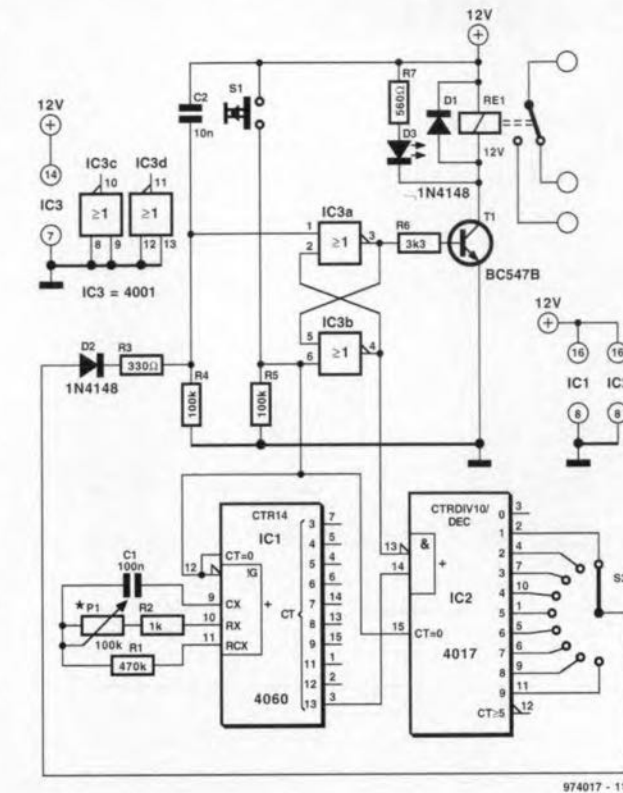 12V
C2
10n
S1
R7
560Ω
D1
RE1
12V
D3
1N4148
12V
14
IC3
7
IC3c
10
≥1
8 9
IC3d
11
≥1
12 13
IC3 = 4001
IC3a
1
2
≥1
3
R6
3k3
T1
BC547B
IC3b
5
6
≥1
4
D2
1N4148
R3
330Ω
R4
100k
R5
100k
12V
16
IC1
8
16
8
CTR14
IC1
12
CT=0
!G
+
C1
100n
* P1
100k
R2
1k
R1
470k
9 CX
10 RX
11 RCX
CT
3 7
4 5
5 4
6 6
7 14
8 13
9 15
11 1
12 2
13 3
4060
CTRDIV10/
DEC
13
14
&
+
IC2
15 CT=0
4017
0 3
1 2
2 4
3 7
4 10
5 1
6 5
7 6
8 9
9 11
CT≥5 12
974017 - 11